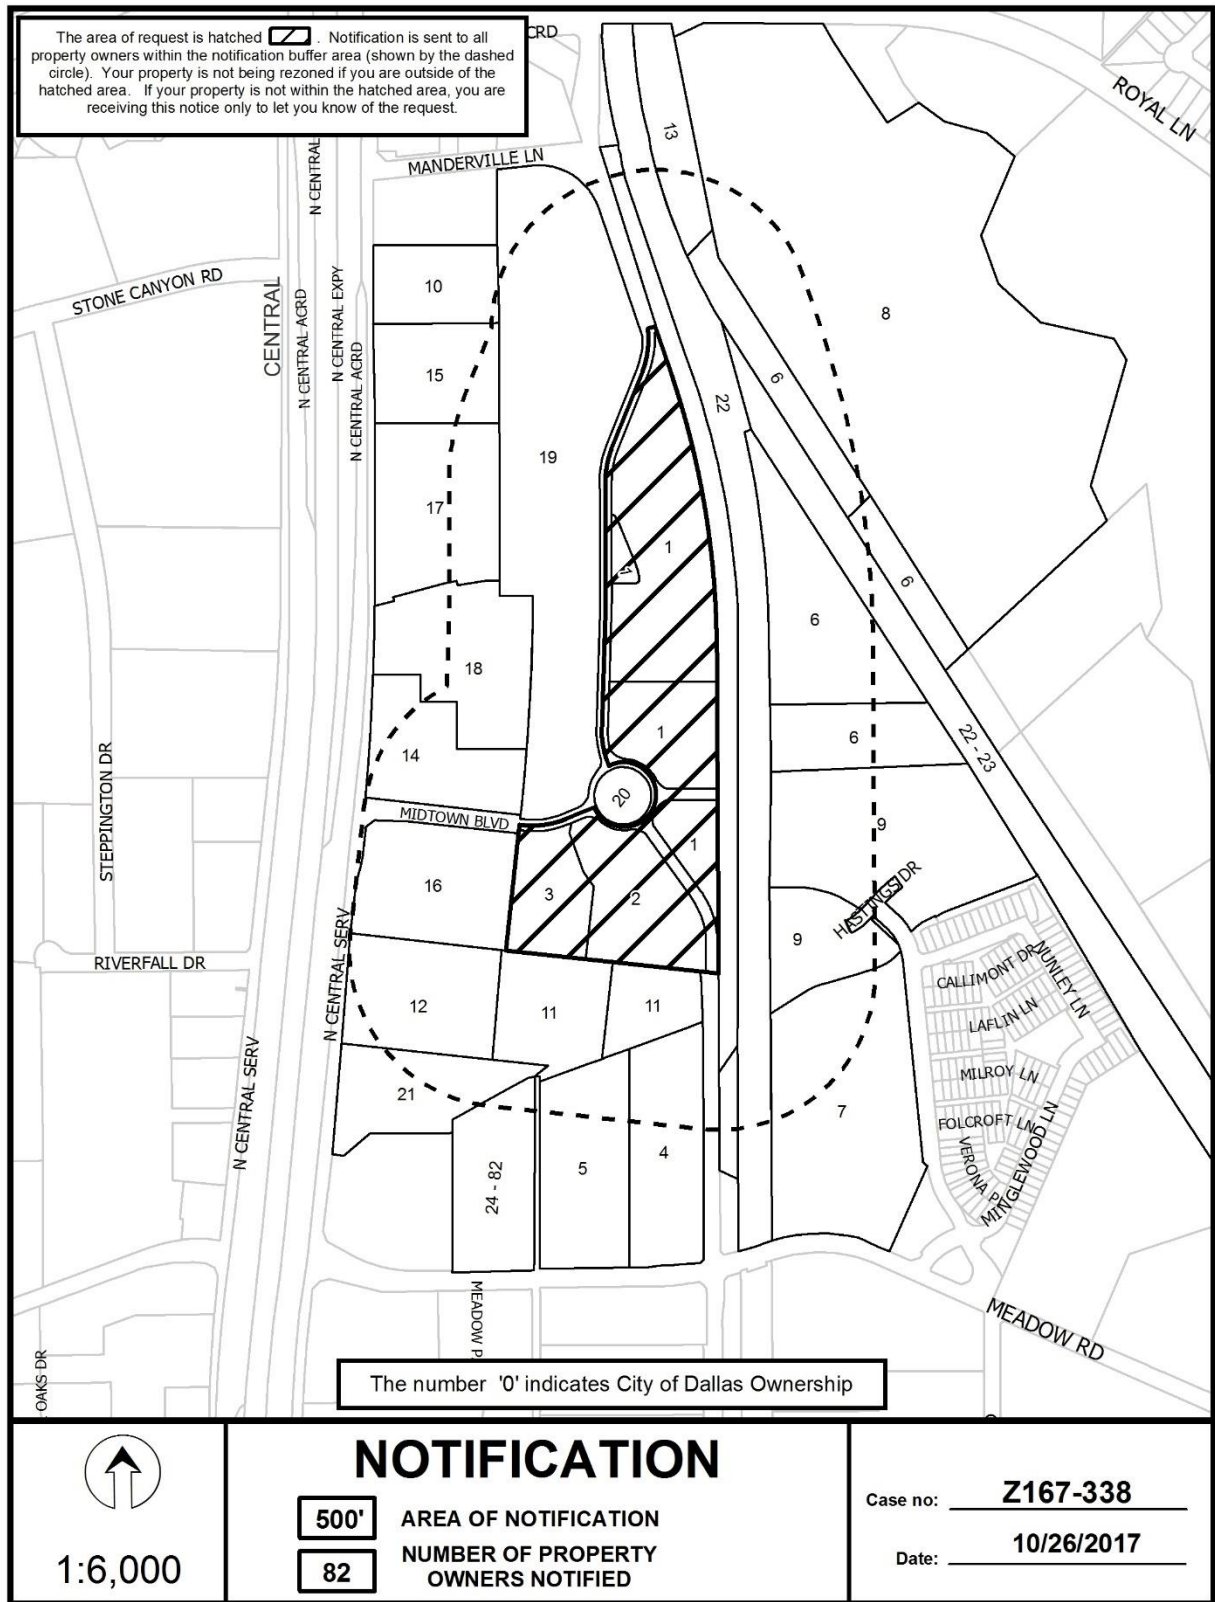 The area of request is hatched . Notification is sent to all
property owners within the notification buffer area (shown by the dashed
circle). Your property is not being rezoned if you are outside of the
hatched area. If your property is not within the hatched area, you are
receiving this notice only to let you know of the request.
ROYAL LN
13
N CENTRAL
MANDERVILLE LN
N CENTRAL
STONE CANYON RD
CENTRAL
N CENTRAL ACRD
N CENTRAL EXPY
N CENTRAL ACRD
10
8
15
6
22
19
17
1
6
6
18
1
6
22 - 23
14
20
STEPPINGTON DR
MIDTOWN BLVD
9
1
16
3
2
HASTINGS DR
9
N CENTRAL SERV
RIVERFALL DR
CALLIMONT DR
NUNLEY LN
12
11
11
LAFLIN LN
N CENTRAL SERV
MILROY LN
21
7
FOLCROFT LN
VERONA P
MINGLEWOOD LN
24 - 82
5
4
MEADOW P
MEADOW RD
OAKS DR
The number '0' indicates City of Dallas Ownership
1:6,000
NOTIFICATION
500' AREA OF NOTIFICATION
82 NUMBER OF PROPERTY
OWNERS NOTIFIED
Case no: Z167-338
Date: 10/26/2017